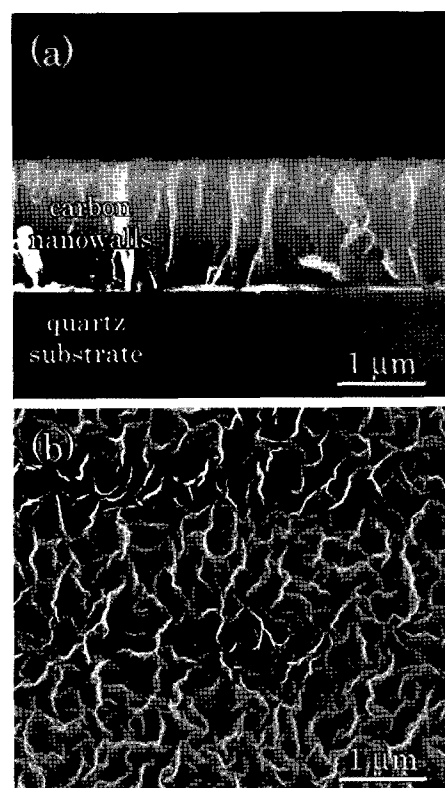 (a)
carbon
nanowalls
quartz
substrate
1 μm
(b)
1 μm